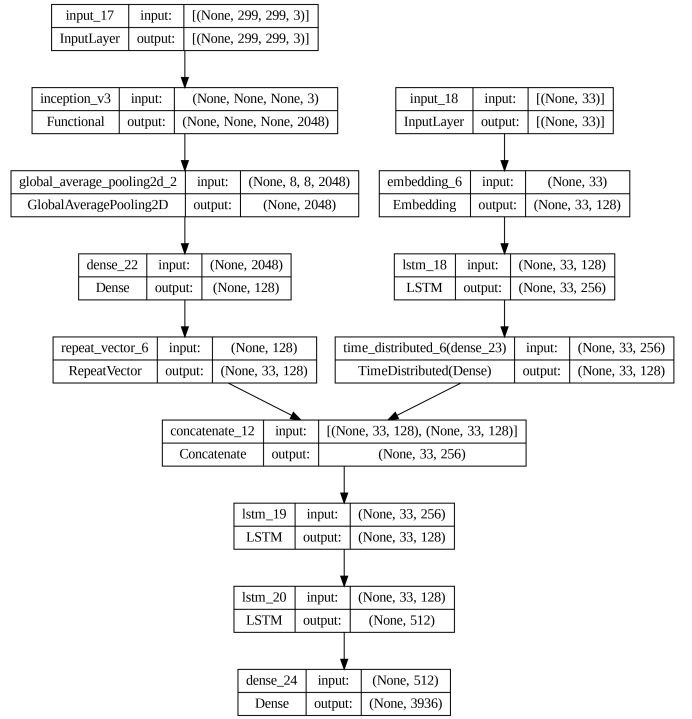 input_17 input: [(None, 299, 299, 3)]
InputLayer output: [(None, 299, 299, 3)]
inception_v3 input: (None, None, None, 3)
Functional output: (None, None, None, 2048)
input_18 input: [(None, 33)]
InputLayer output: [(None, 33)]
global_average_pooling2d_2 input: (None, 8, 8, 2048)
GlobalAveragePooling2D output: (None, 2048)
embedding_6 input: (None, 33)
Embedding output: (None, 33, 128)
dense_22 input: (None, 2048)
Dense output: (None, 128)
lstm_18 input: (None, 33, 128)
LSTM output: (None, 33, 256)
repeat_vector_6 input: (None, 128)
RepeatVector output: (None, 33, 128)
time_distributed_6(dense_23) input: (None, 33, 256)
TimeDistributed(Dense) output: (None, 33, 128)
concatenate_12 input: [(None, 33, 128), (None, 33, 128)]
Concatenate output: (None, 33, 256)
lstm_19 input: (None, 33, 256)
LSTM output: (None, 33, 128)
lstm_20 input: (None, 33, 128)
LSTM output: (None, 512)
dense_24 input: (None, 512)
Dense output: (None, 3936)